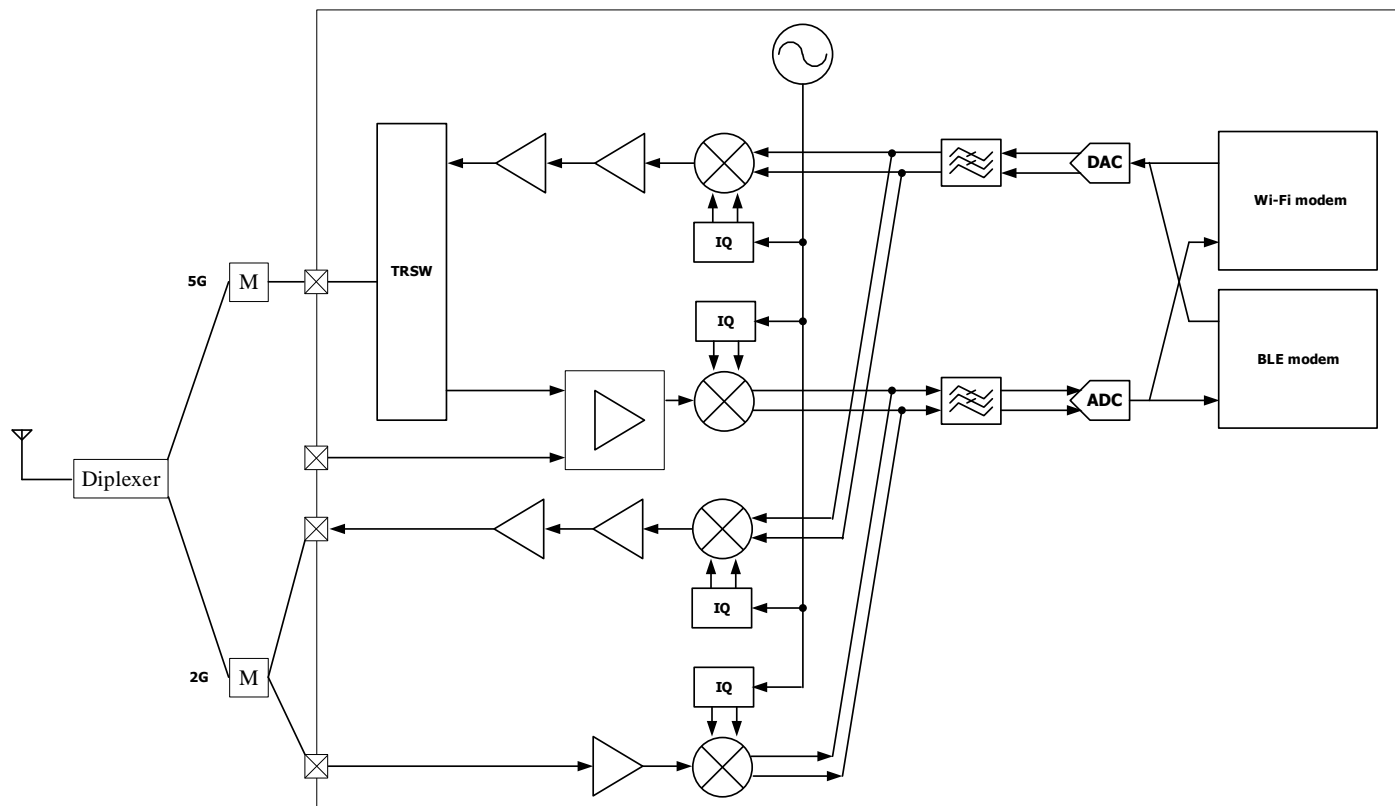 DAC
Wi-Fi modem
IQ
TRSW
5G
M
IQ
BLE modem
ADC
Diplexer
IQ
2G
M
IQ